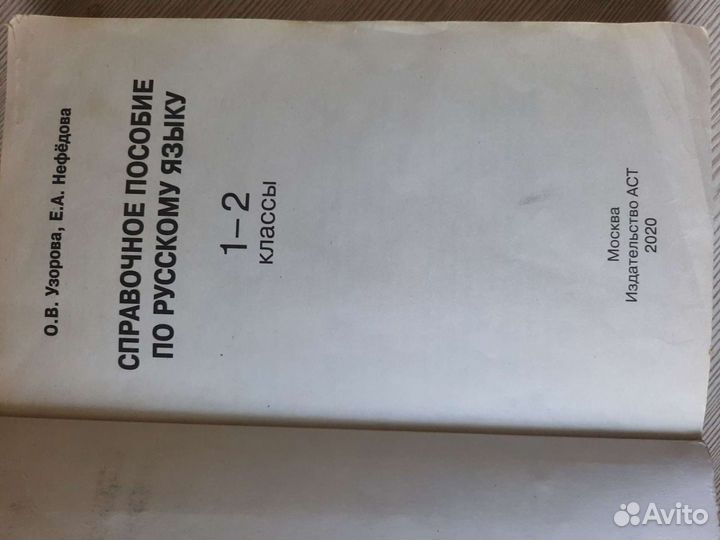 О.В. Узорова, Е.А. Нефёдова
СПРАВОЧНОЕ ПОСОБИЕ
ПО РУССКОМУ ЯЗЫКУ
1–2
классы
Москва
Издательство АСТ
2020
Avito